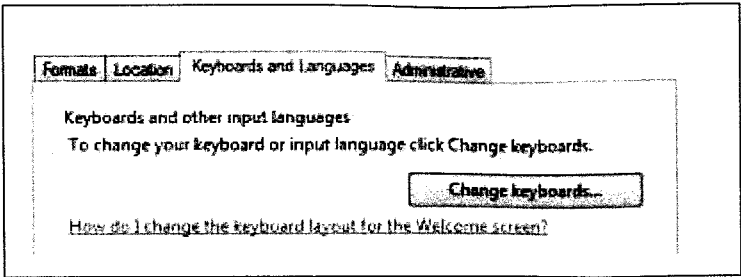 Formats Location Keyboards and Languages Administrative
Keyboards and other input languages
To change your keyboard or input language click Change keyboards.
Change keyboards...
How do I change the keyboard layout for the Welcome screen?